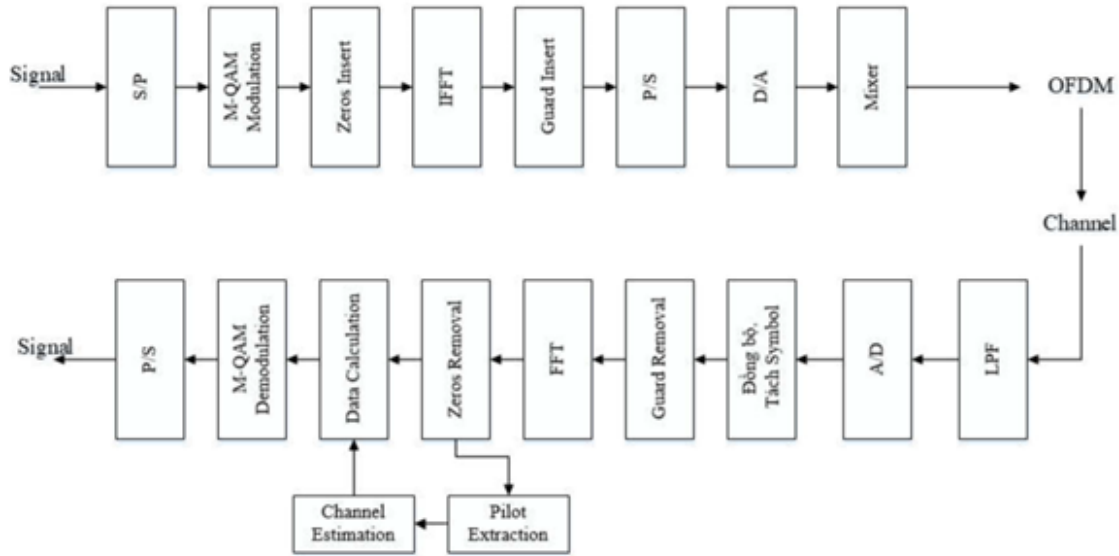 Signal
S/P
M-QAM
Modulation
Zeros Insert
IFFT
Guard Insert
P/S
D/A
Mixer
OFDM
Channel
Signal
P/S
M-QAM
Demodulation
Data Calculation
Zeros Removal
FFT
Guard Removal
Đồng bộ,
Tách Symbol
A/D
LPF
Channel
Estimation
Pilot
Extraction